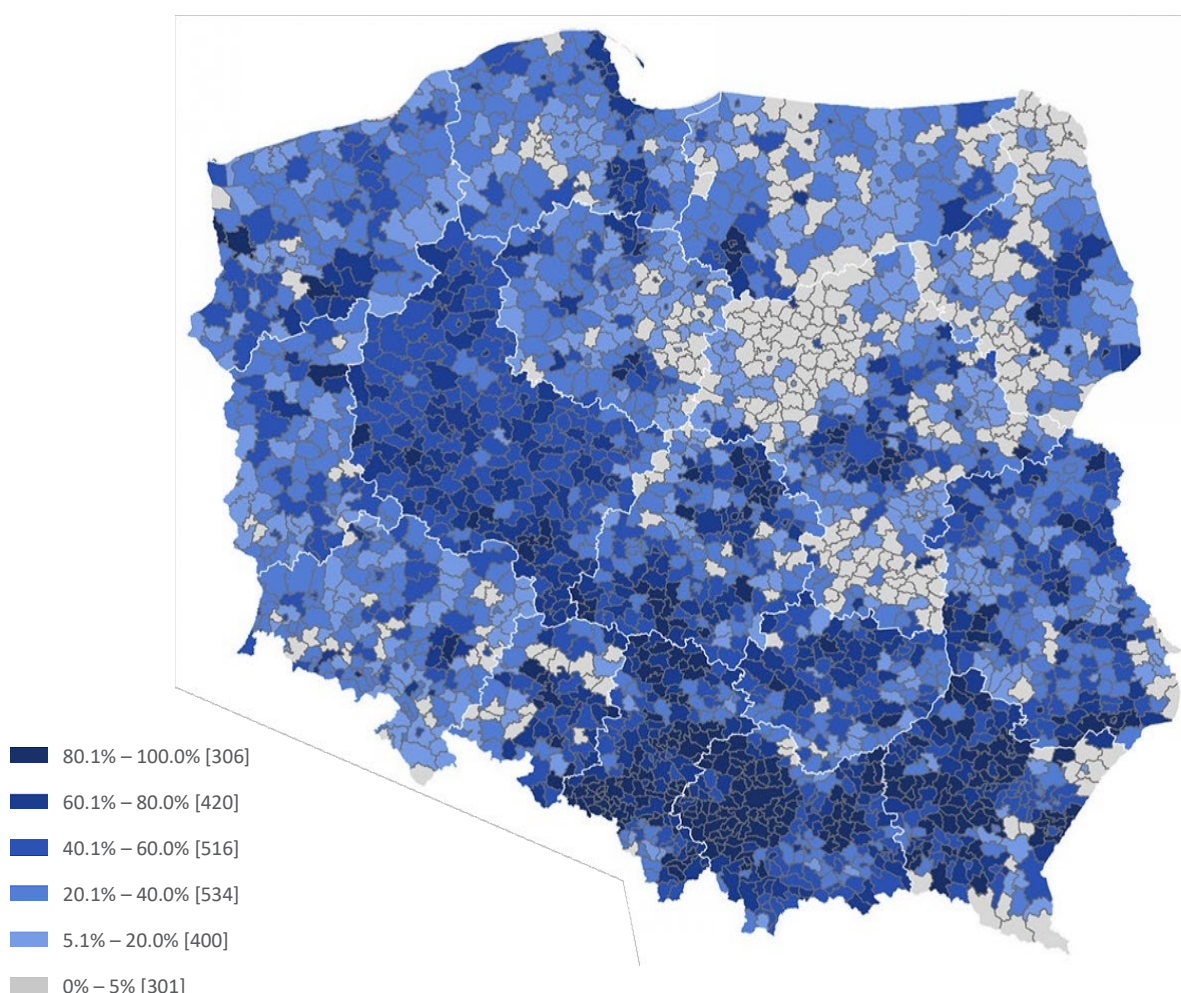 80.1% – 100.0% [306]
60.1% – 80.0% [420]
40.1% – 60.0% [516]
20.1% – 40.0% [534]
5.1% – 20.0% [400]
0% – 5% [301]